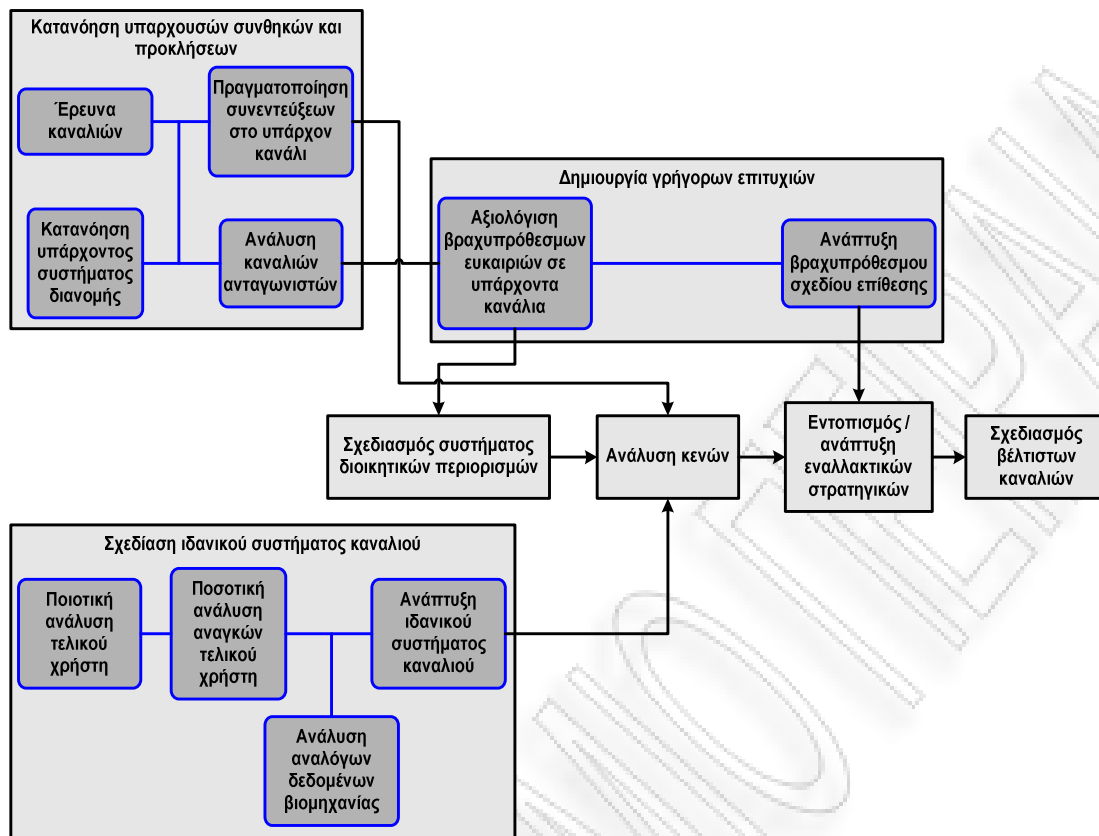 Κατανόηση υπαρχουσών συνθηκών και
προκλήσεων
Έρευνα
καναλιών
Πραγματοποίηση
συνεντεύξεων
στο υπάρχον
κανάλι
Κατανόηση
υπάρχοντος
συστήματος
διανομής
Ανάλυση
καναλιών
ανταγωνιστών
Δημιουργία γρήγορων επιτυχιών
Αξιολόγιση
βραχυπρόθεσμων
ευκαιριών σε
υπάρχοντα
κανάλια
Ανάπτυξη
βραχυπρόθεσμου
σχεδίου επίθεσης
Σχεδιασμός συστήματος
διοικητικών περιορισμών
Ανάλυση κενών
Εντοπισμός /
ανάπτυξη
εναλλακτικών
στρατηγικών
Σχεδιασμός
βέλτιστων
καναλιών
Σχεδίαση ιδανικού συστήματος καναλιού
Ποιοτική
ανάλυση
τελικού
χρήστη
Ποσοτική
ανάλυση
αναγκών
τελικού
χρήστη
Ανάπτυξη
ιδανικού
συστήματος
καναλιού
Ανάλυση
αναλόγων
δεδομένων
βιομηχανίας